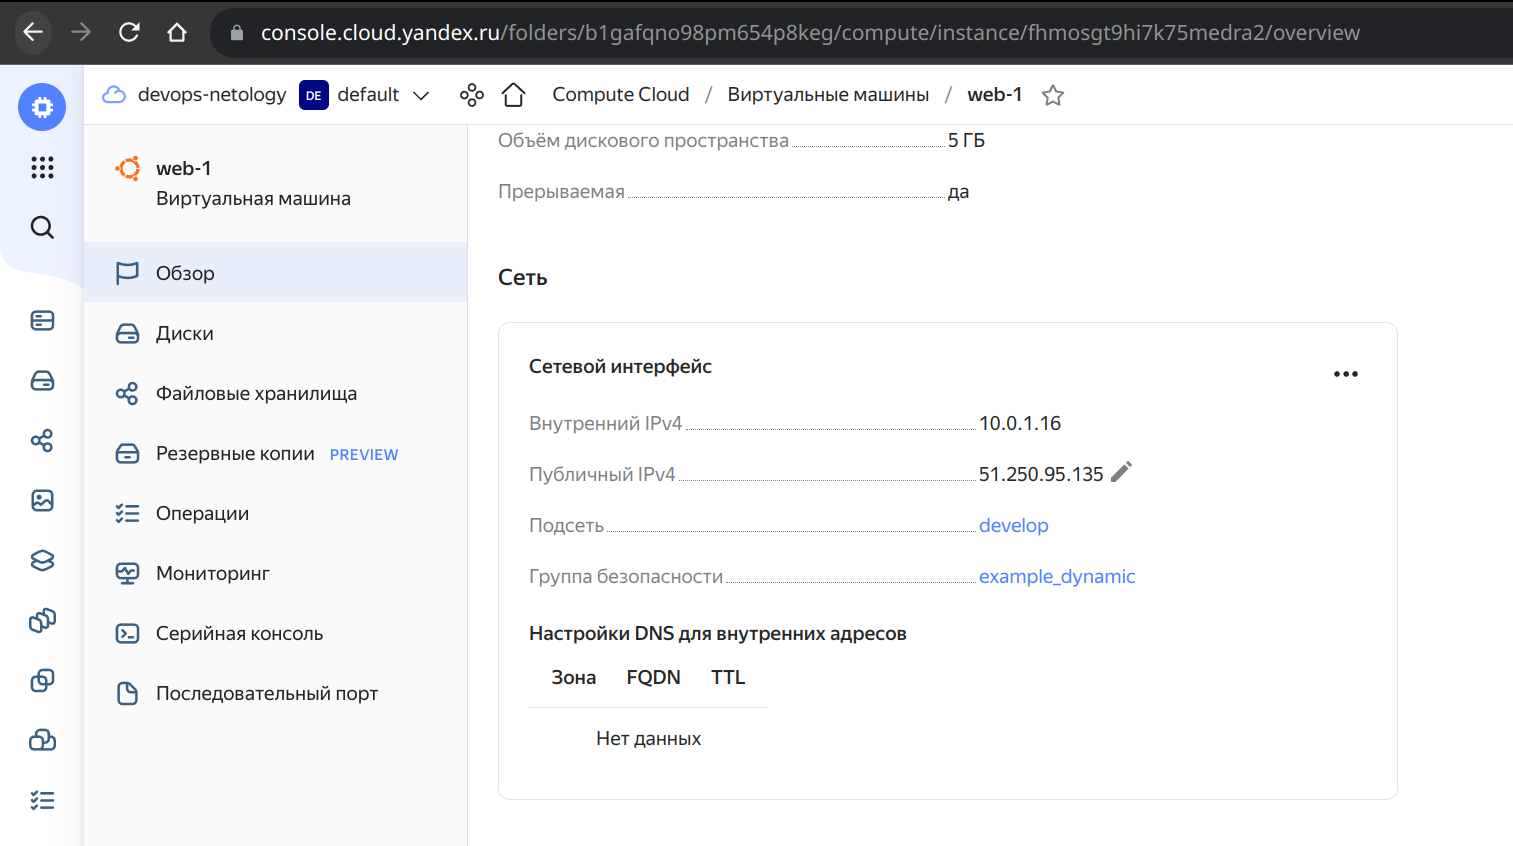 console.cloud.yandex.ru/folders/b1gafqno98pm654p8keg/compute/instance/fhmosgt9hi7k75medra2/overview
devops-netology DE default Compute Cloud / Виртуальные машины / web-1
web-1
Виртуальная машина
Обзор
Диски
Файловые хранилища
Резервные копии PREVIEW
Операции
Мониторинг
Серийная консоль
Последовательный порт
Объём дискового пространства 5 ГБ
Прерываемая да
Сеть
Сетевой интерфейс
Внутренний IPv4 10.0.1.16
Публичный IPv4 51.250.95.135
Подсеть develop
Группа безопасности example_dynamic
Настройки DNS для внутренних адресов
Зона FQDN TTL
Нет данных